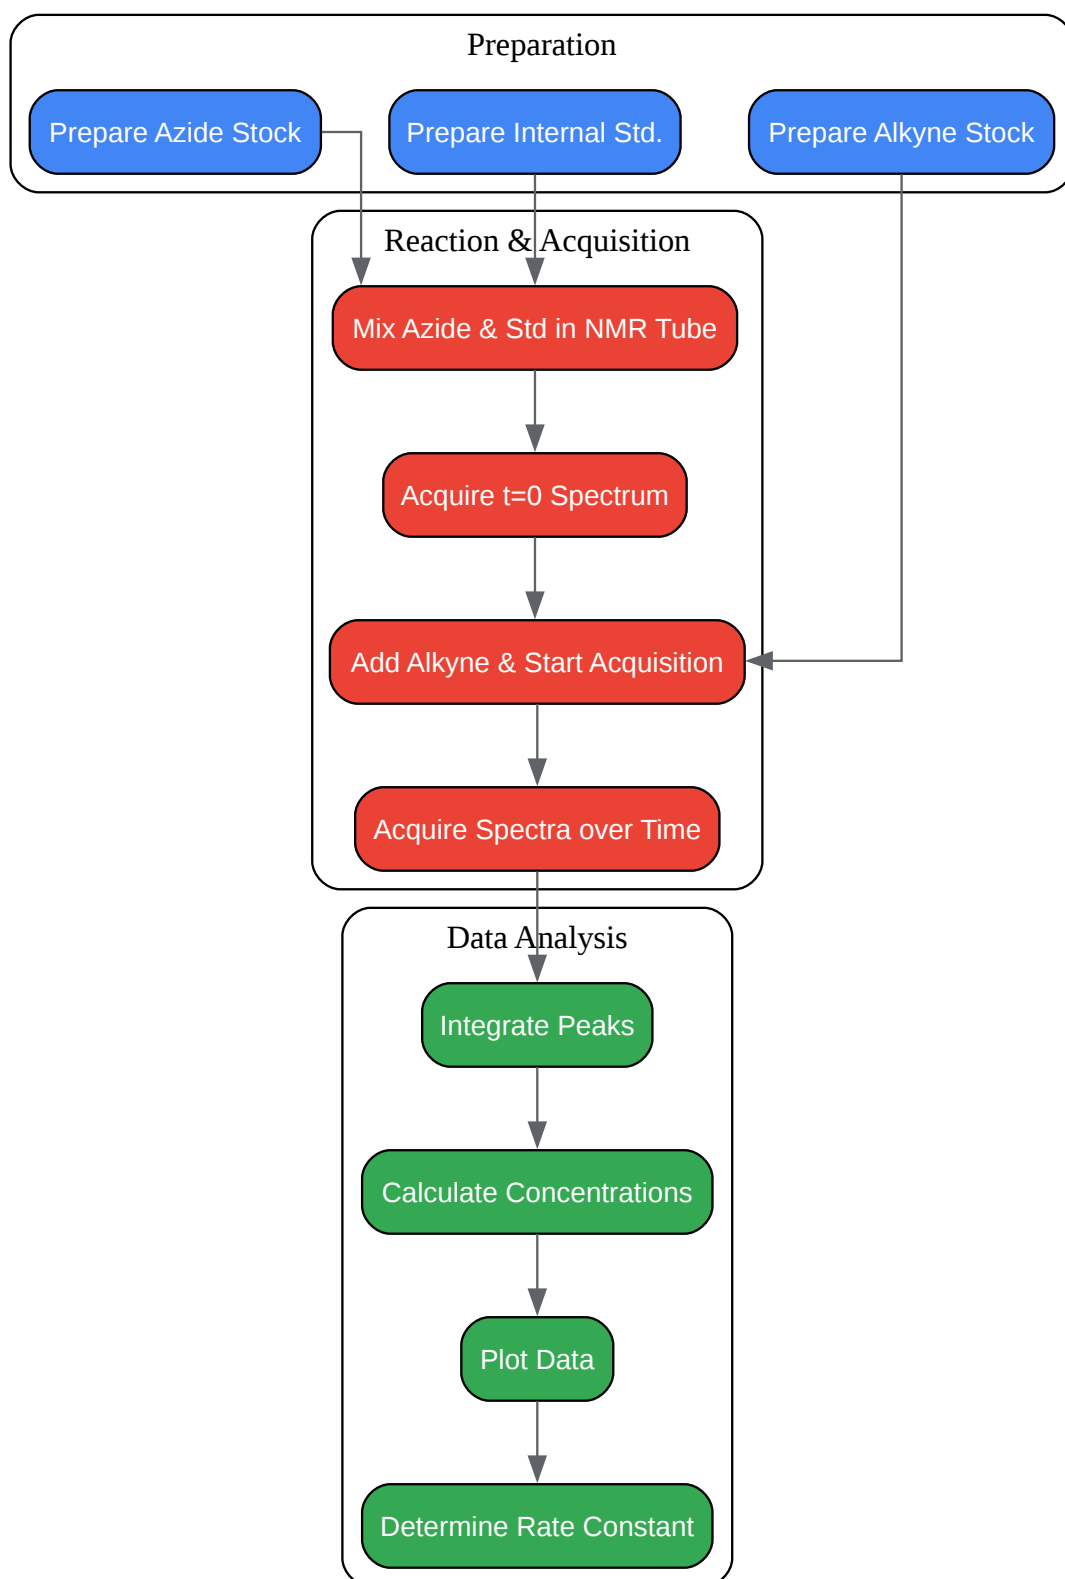 Preparation
Prepare Azide Stock
Prepare Internal Std.
Prepare Alkyne Stock
Reaction & Acquisition
Mix Azide & Std in NMR Tube
Acquire t=0 Spectrum
Add Alkyne & Start Acquisition
Acquire Spectra over Time
Data Analysis
Integrate Peaks
Calculate Concentrations
Plot Data
Determine Rate Constant